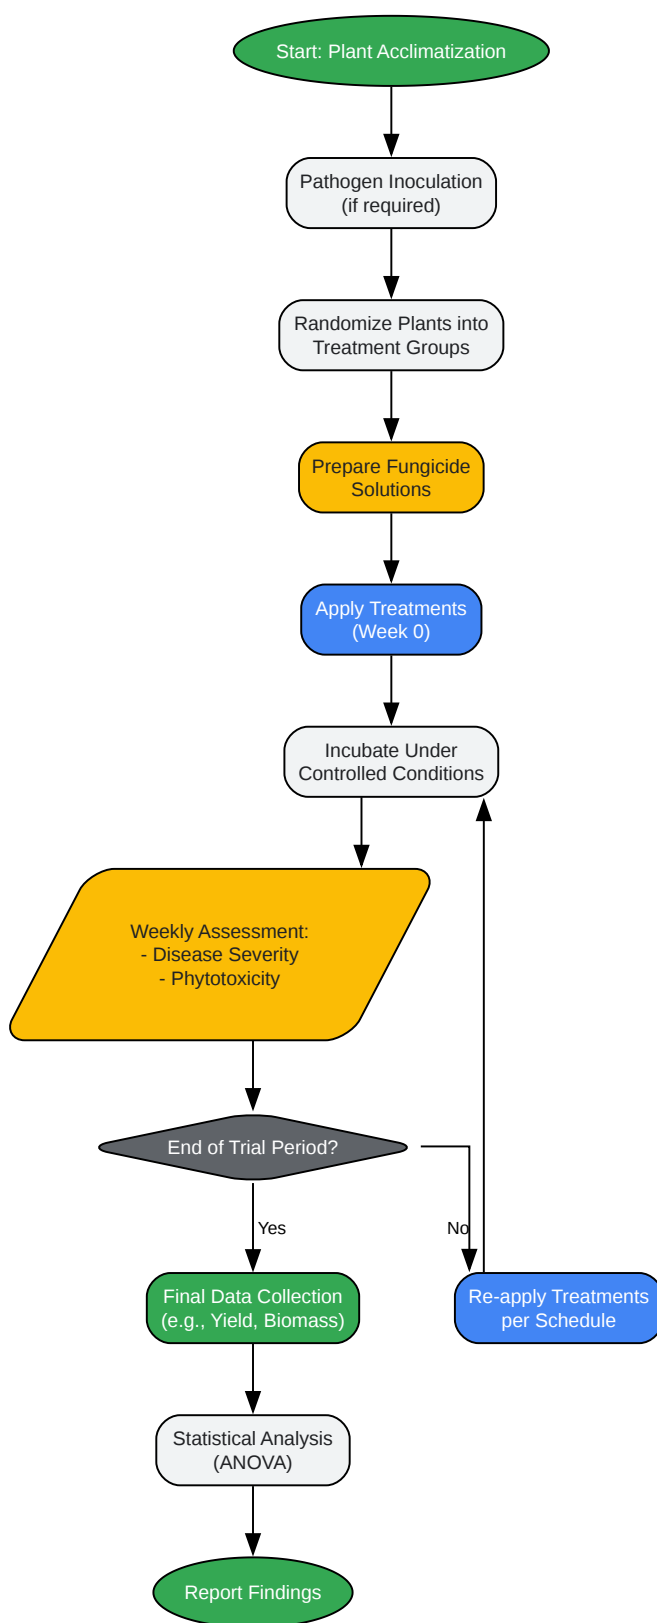 Start: Plant Acclimatization
Pathogen Inoculation
(if required)
Randomize Plants into
Treatment Groups
Prepare Fungicide
Solutions
Apply Treatments
(Week 0)
Incubate Under
Controlled Conditions
Weekly Assessment:
- Disease Severity
- Phytotoxicity
End of Trial Period?
Yes
No
Final Data Collection
(e.g., Yield, Biomass)
Re-apply Treatments
per Schedule
Statistical Analysis
(ANOVA)
Report Findings